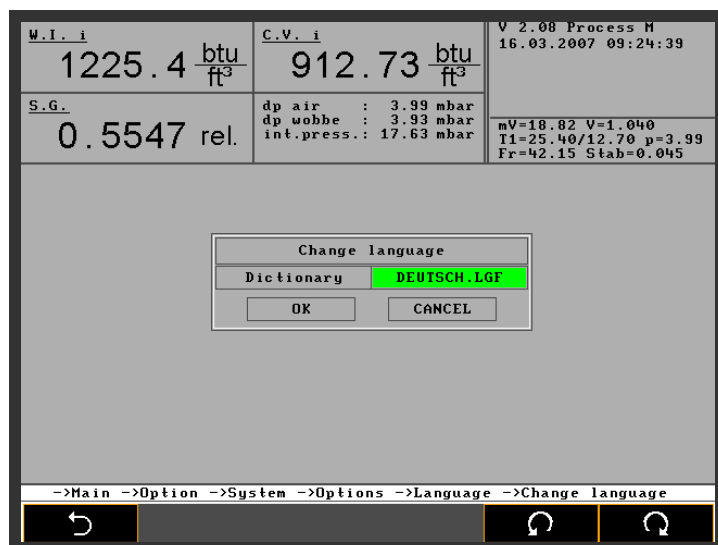 W.I. i
1225.4 btu/ft³
C.V. i
912.73 btu/ft³
V 2.08 Process M
16.03.2007 09:24:39
S.G.
0.5547 rel.
dp air : 3.99 mbar
dp wobbe : 3.93 mbar
int.press.: 17.63 mbar
mV=18.82 V=1.040
T1=25.40/12.70 p=3.99
Fr=42.15 Stab=0.045
Change language
Dictionary DEUTSCH.LGF
OK CANCEL
->Main ->Option ->System ->Options ->Language ->Change language